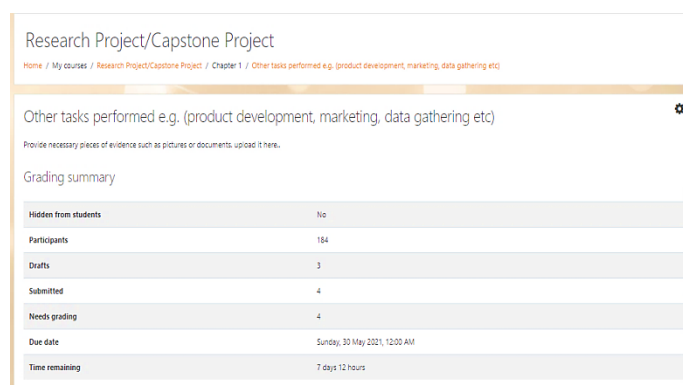 Research Project/Capstone Project
Home / My courses / Research Project/Capstone Project / Chapter 1 / Other tasks performed e.g. (product development, marketing, data gathering etc)
Other tasks performed e.g. (product development, marketing, data gathering etc)
Provide necessary pieces of evidence such as pictures or documents. upload it here..
Grading summary
Hidden from students No
Participants 184
Drafts 3
Submitted 4
Needs grading 4
Due date Sunday, 30 May 2021, 12:00 AM
Time remaining 7 days 12 hours